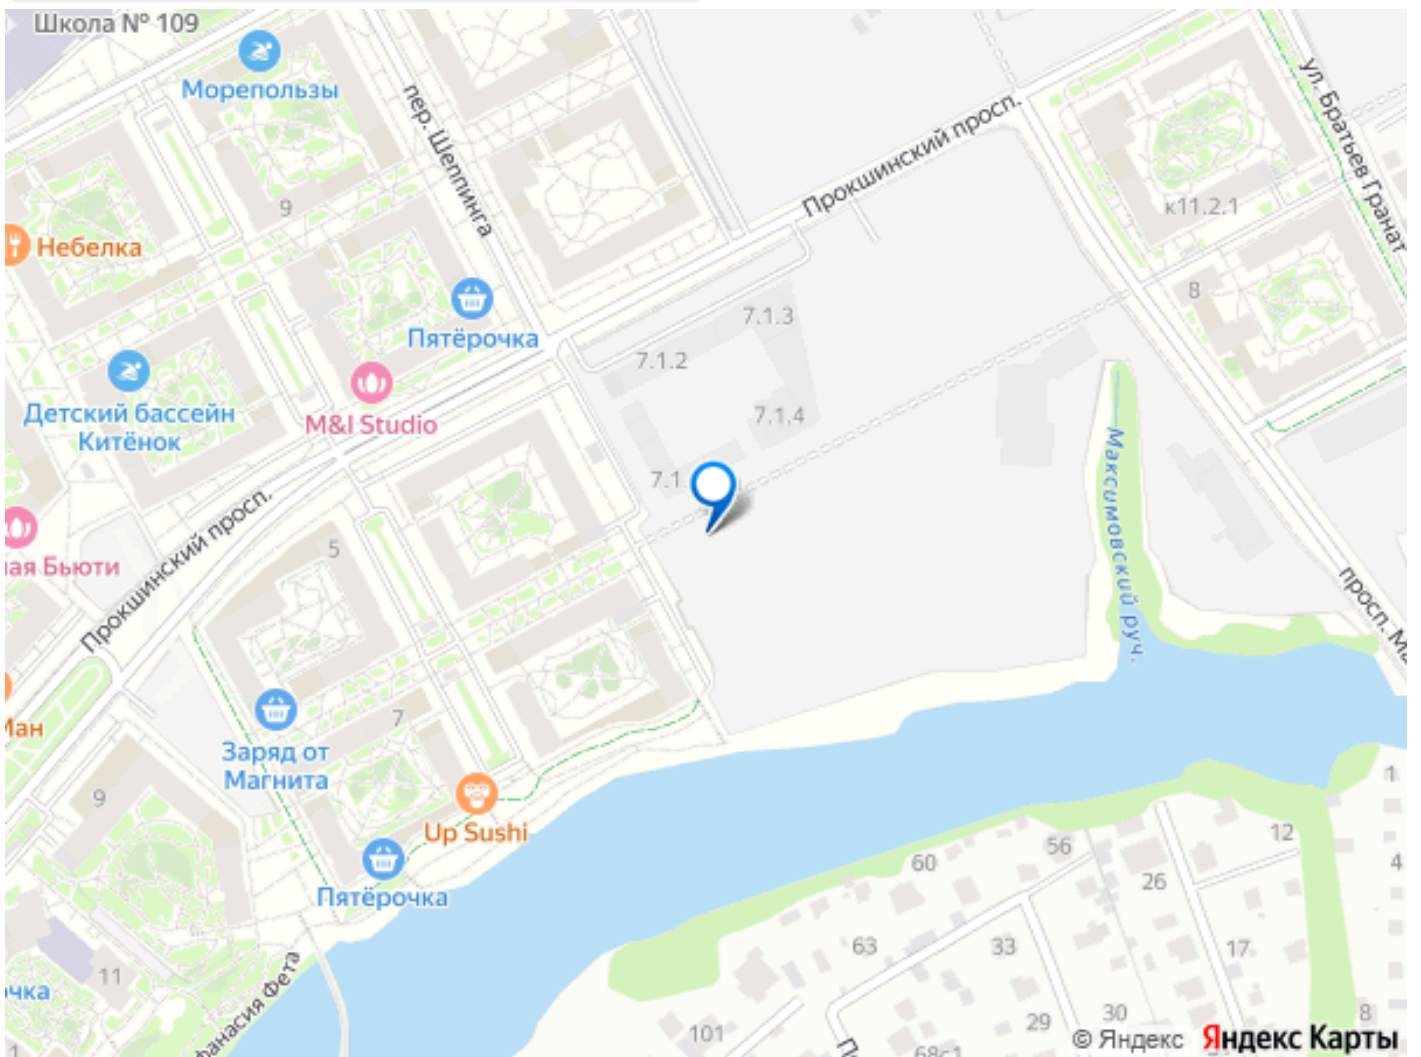 Школа № 109
Морепользы
пер. Шеппинга
Прокшинский просп.
ул. Братьев Гранат
к11.2.1
9
Небелка
8
Пятёрочка
7.1.3
7.1.2
M&I Studio
7.1.4
Детский бассейн
Китёнок
7.1
Максимовский руч.
Прокшинский просп.
5
ая Бьюти
просп. Ма
7
Ман
Заряд от
Магнита
9
Up Sushi
1
12
56
60
4
26
Пятёрочка
63
33
17
11
чка
фанасия Фета
101
29
30
8
1
68с1
© Яндекс
Яндекс Карты